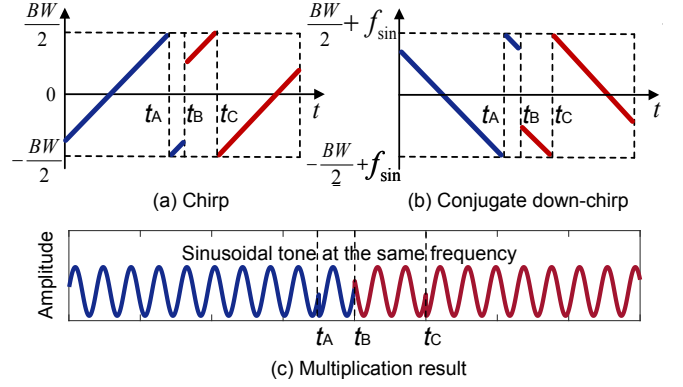 BW/2
0
-BW/2
tA tB tC t
(a) Chirp
BW/2 + fsin
-BW/2 + fsin
tA tB tC t
(b) Conjugate down-chirp
Amplitude
Sinusoidal tone at the same frequency
tA tB tC
(c) Multiplication result